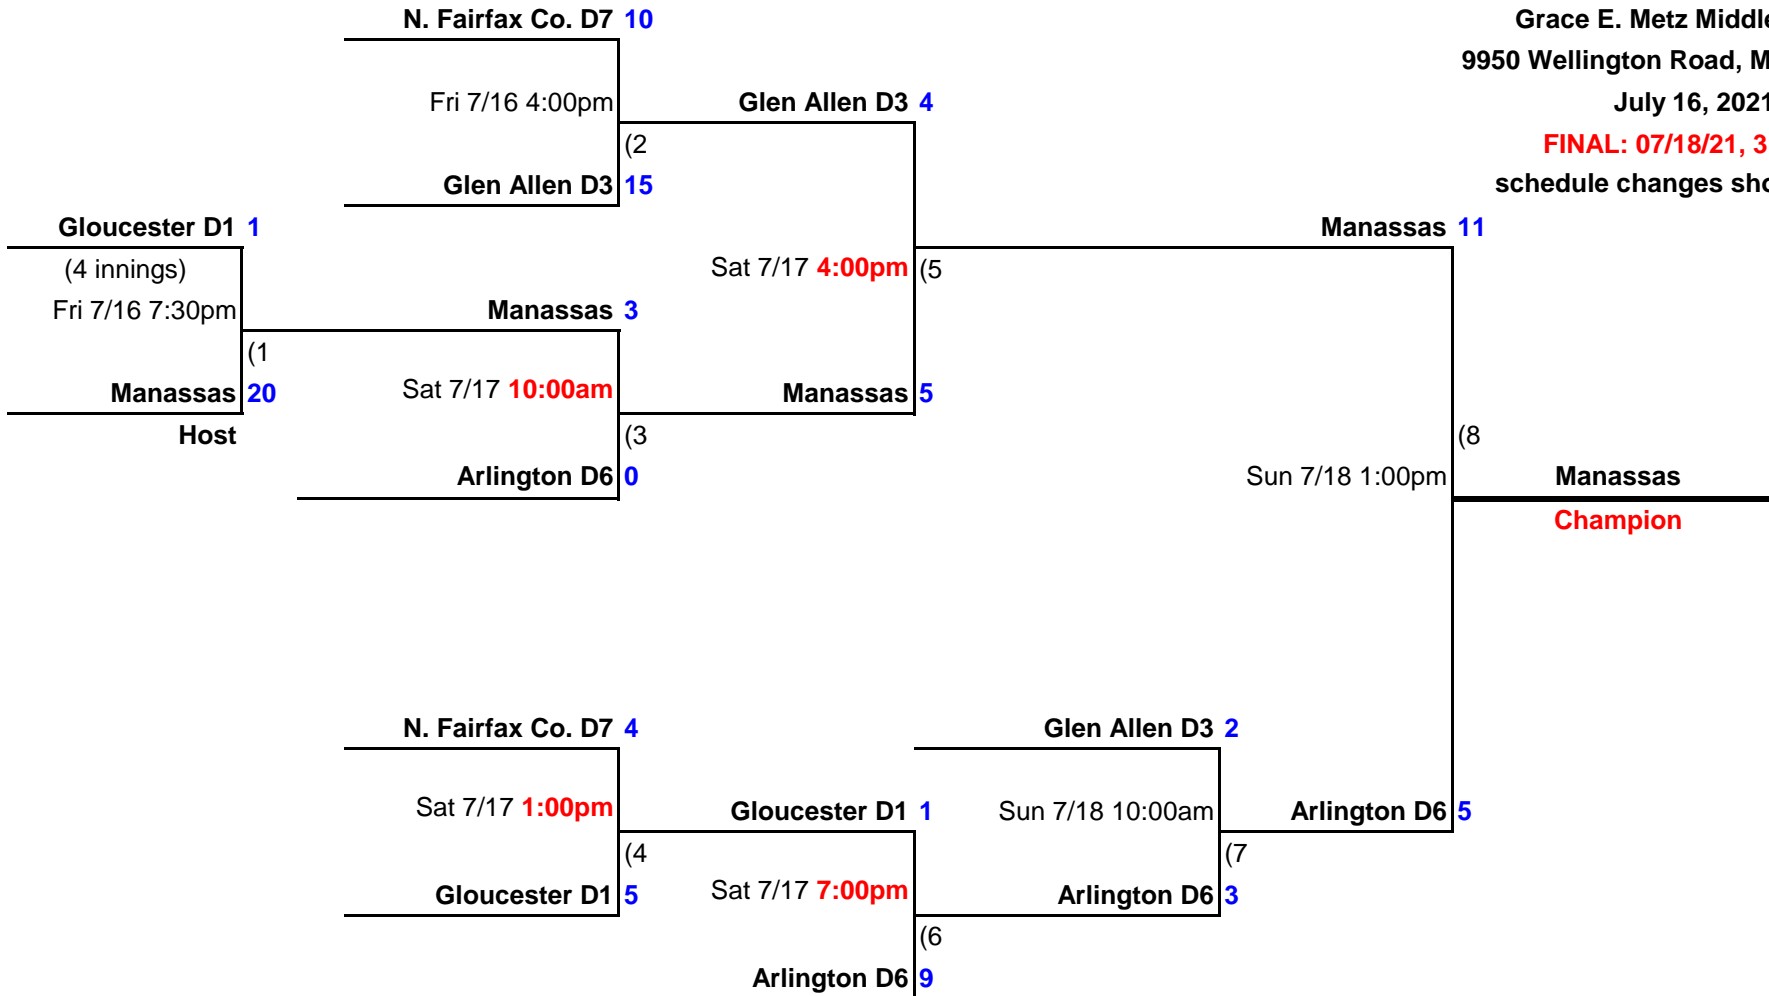 N. Fairfax Co. D7 10
Grace E. Metz Middle
9950 Wellington Road, M
Fri 7/16 4:00pm
Glen Allen D3 4
July 16, 2021
(2
FINAL: 07/18/21, 3
Glen Allen D3 15
schedule changes sho
Gloucester D1 1
Manassas 11
(4 innings)
Sat 7/17 4:00pm (5
Fri 7/16 7:30pm
Manassas 3
(1
Manassas 20
Sat 7/17 10:00am
Manassas 5
Host
(3
(8
Arlington D6 0
Sun 7/18 1:00pm
Manassas
Champion
N. Fairfax Co. D7 4
Glen Allen D3 2
Sat 7/17 1:00pm
Gloucester D1 1
Sun 7/18 10:00am
Arlington D6 5
(4
(7
Gloucester D1 5
Sat 7/17 7:00pm
Arlington D6 3
(6
Arlington D6 9